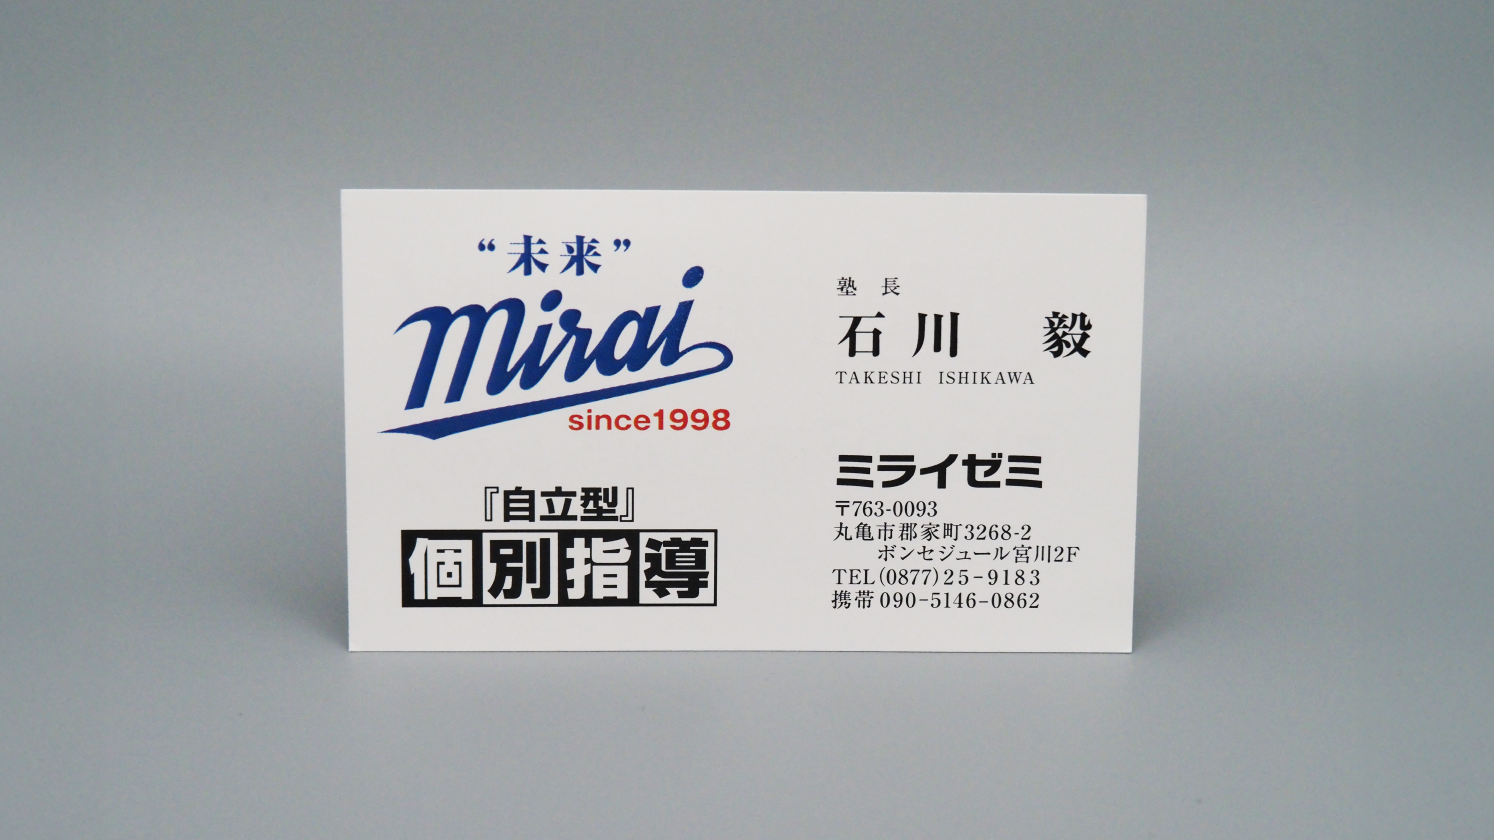 “未来”
mirai
since1998
『自立型』
個別指導
塾 長
石川 毅
TAKESHI ISHIKAWA
ミライゼミ
〒763-0093
丸亀市郡家町3268-2
ボンセジュール宮川2F
TEL(0877)25-9183
携帯 090-5146-0862